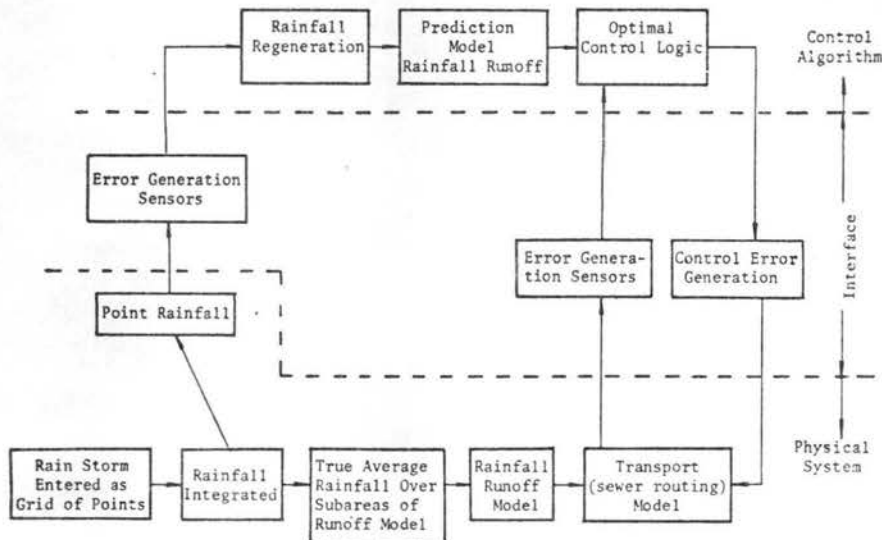 Rainfall
Regeneration
Prediction
Model
Rainfall Runoff
Optimal
Control Logic
Control
Algorithm
Error Generation
Sensors
Error Genera-
tion Sensors
Control Error
Generation
Interface
Point Rainfall
Physical
System
Rain Storm
Entered as
Grid of Points
Rainfall
Integrated
True Average
Rainfall Over
Subareas of
Runoff Model
Rainfall
Runoff
Model
Transport
(sewer routing)
Model